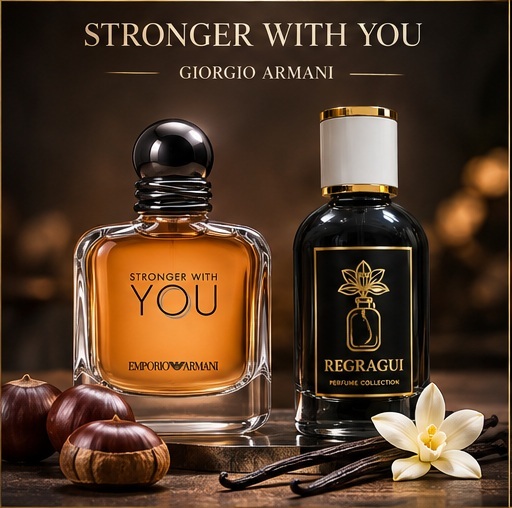 STRONGER WITH YOU
GIORGIO ARMANI
STRONGER WITH
YOU
EMPORIO ARMANI
REGRAGUI
PERFUME COLLECTION